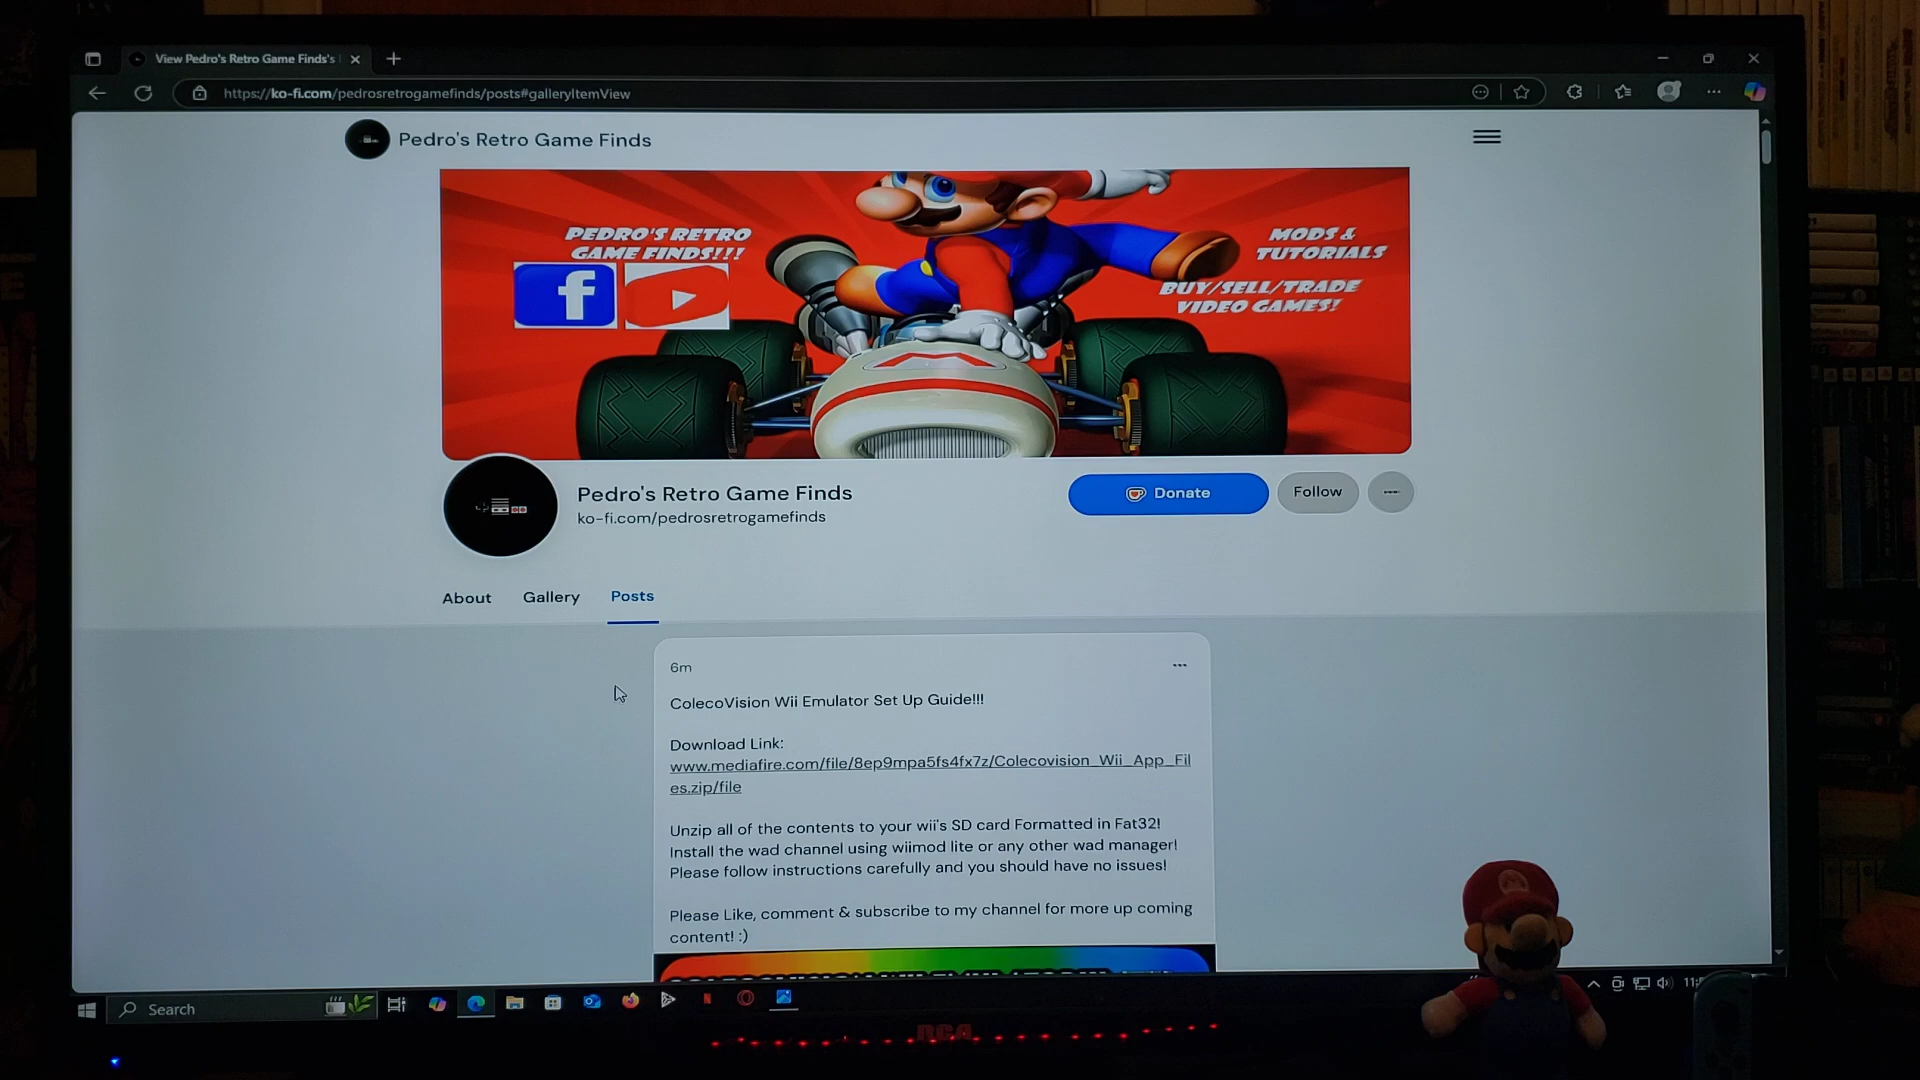 View Pedro's Retro Game Finds's
https://ko-fi.com/pedrosretrogamefinds/posts#galleryItemView
Pedro's Retro Game Finds
PEDRO'S RETRO
GAME FINDS!!!
f
MODS &
TUTORIALS
BUY/SELL/TRADE
VIDEO GAMES!
Pedro's Retro Game Finds
ko-fi.com/pedrosretrogamefinds
Donate
Follow
About
Gallery
Posts
6m
ColecoVision Wii Emulator Set Up Guide!!!
Download Link:
www.mediafire.com/file/8ep9mpa5fs4fx7z/Colecovision_Wii_App_Fil
es.zip/file
Unzip all of the contents to your wii's SD card Formatted in Fat32!
Install the wad channel using wiimod lite or any other wad manager!
Please follow instructions carefully and you should have no issues!
Please Like, comment & subscribe to my channel for more up coming
content! :)
Search
RCA